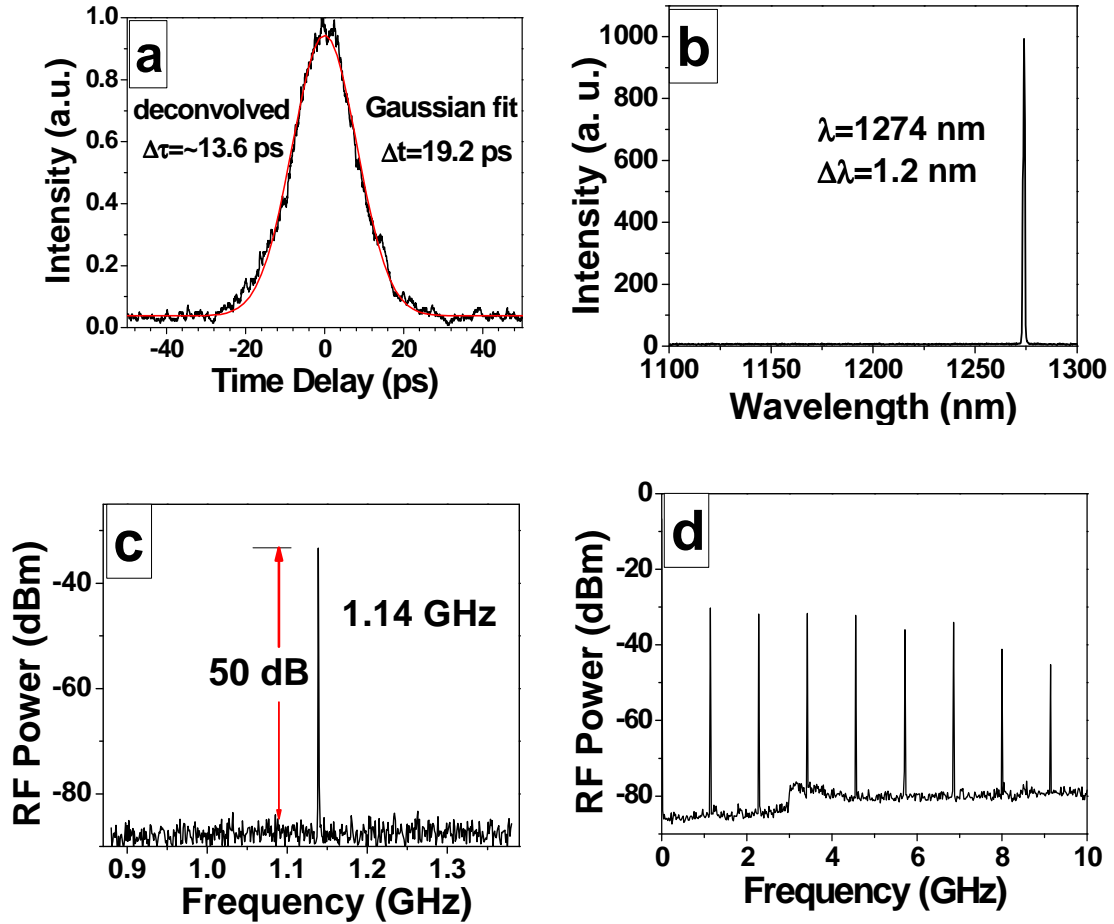 a
deconvolved
Δτ=~13.6 ps
Gaussian fit
Δt=19.2 ps
Intensity (a.u.)
1.0
0.8
0.6
0.4
0.2
0.0
-40 -20 0 20 40
Time Delay (ps)
b
λ=1274 nm
Δλ=1.2 nm
Intensity (a. u.)
1000
800
600
400
200
0
1100 1150 1200 1250 1300
Wavelength (nm)
c
1.14 GHz
50 dB
RF Power (dBm)
-40
-60
-80
0.9 1.0 1.1 1.2 1.3
Frequency (GHz)
d
RF Power (dBm)
0
-20
-40
-60
-80
0 2 4 6 8 10
Frequency (GHz)